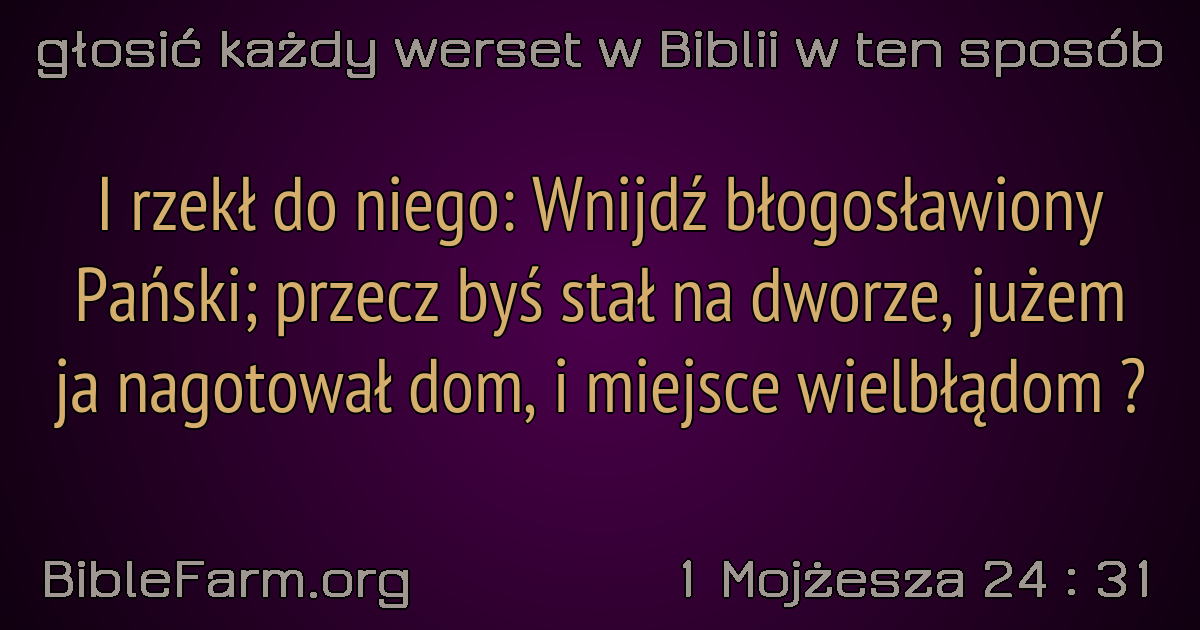 głosić każdy werset w Biblii w ten sposób
I rzekł do niego: Wnijdź błogosławiony
Pański; przecz byś stał na dworze, jużem
ja nagotował dom, i miejsce wielbłądom ?
BibleFarm.org
1 Mojżesza 24 : 31